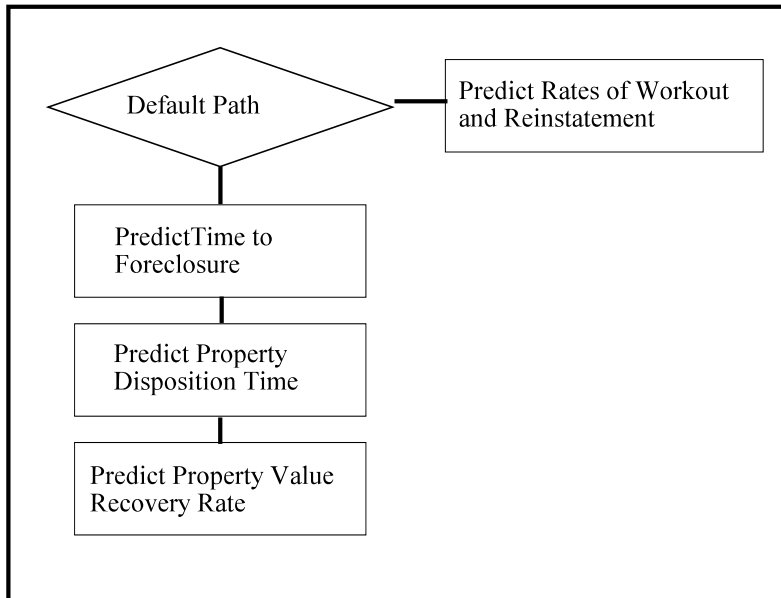 Default Path
Predict Rates of Workout
and Reinstatement
PredictTime to
Foreclosure
Predict Property
Disposition Time
Predict Property Value
Recovery Rate